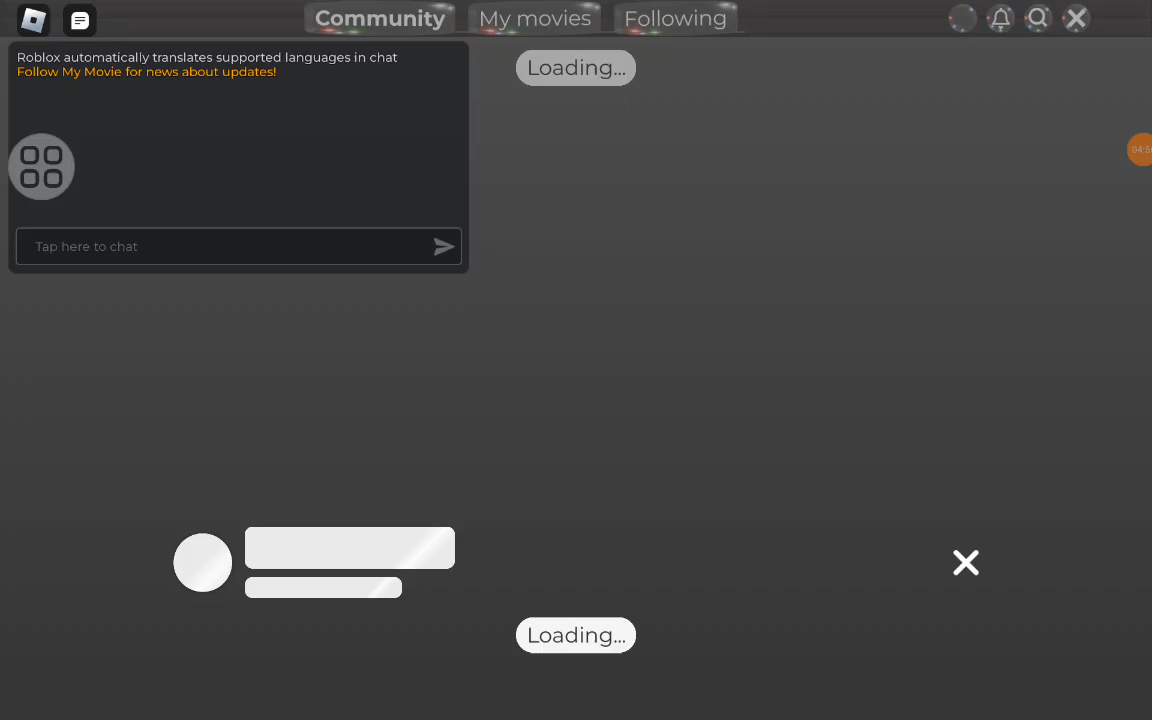 Community
My movies
Following
Roblox automatically translates supported languages in chat
Follow My Movie for news about updates!
Loading...
Tap here to chat
Loading...